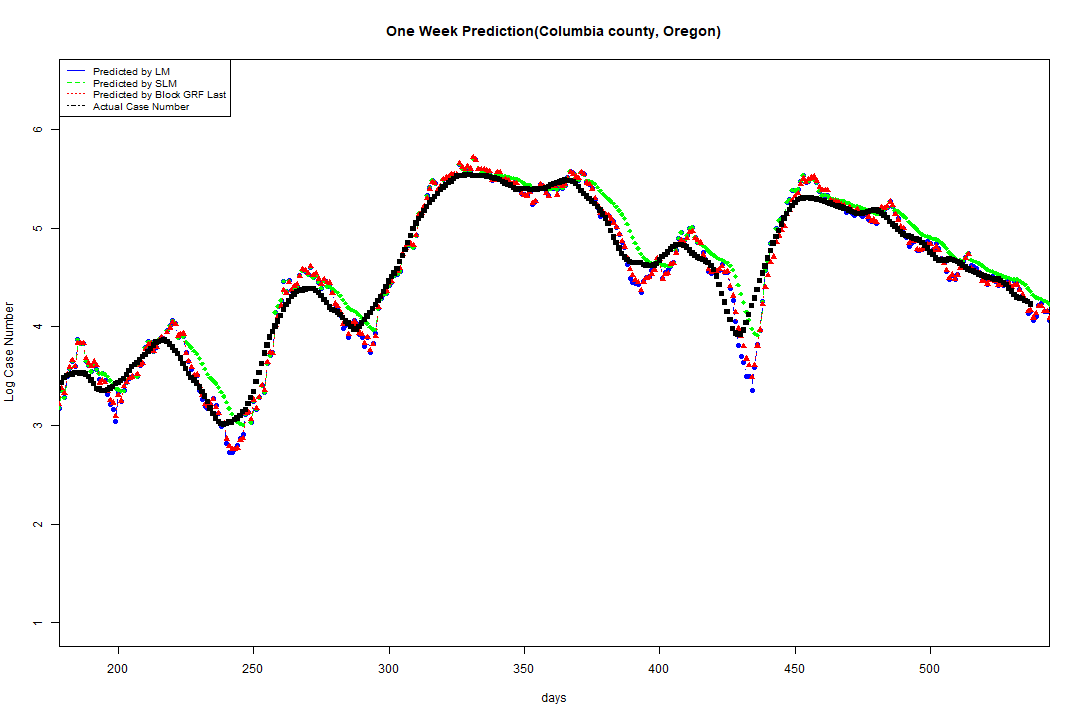 One Week Prediction(Columbia county, Oregon)
Predicted by LM
Predicted by SLM
Predicted by Block GRF Last
Actual Case Number
6
5
4
3
2
1
Log Case Number
200 250 300 350 400 450 500
days